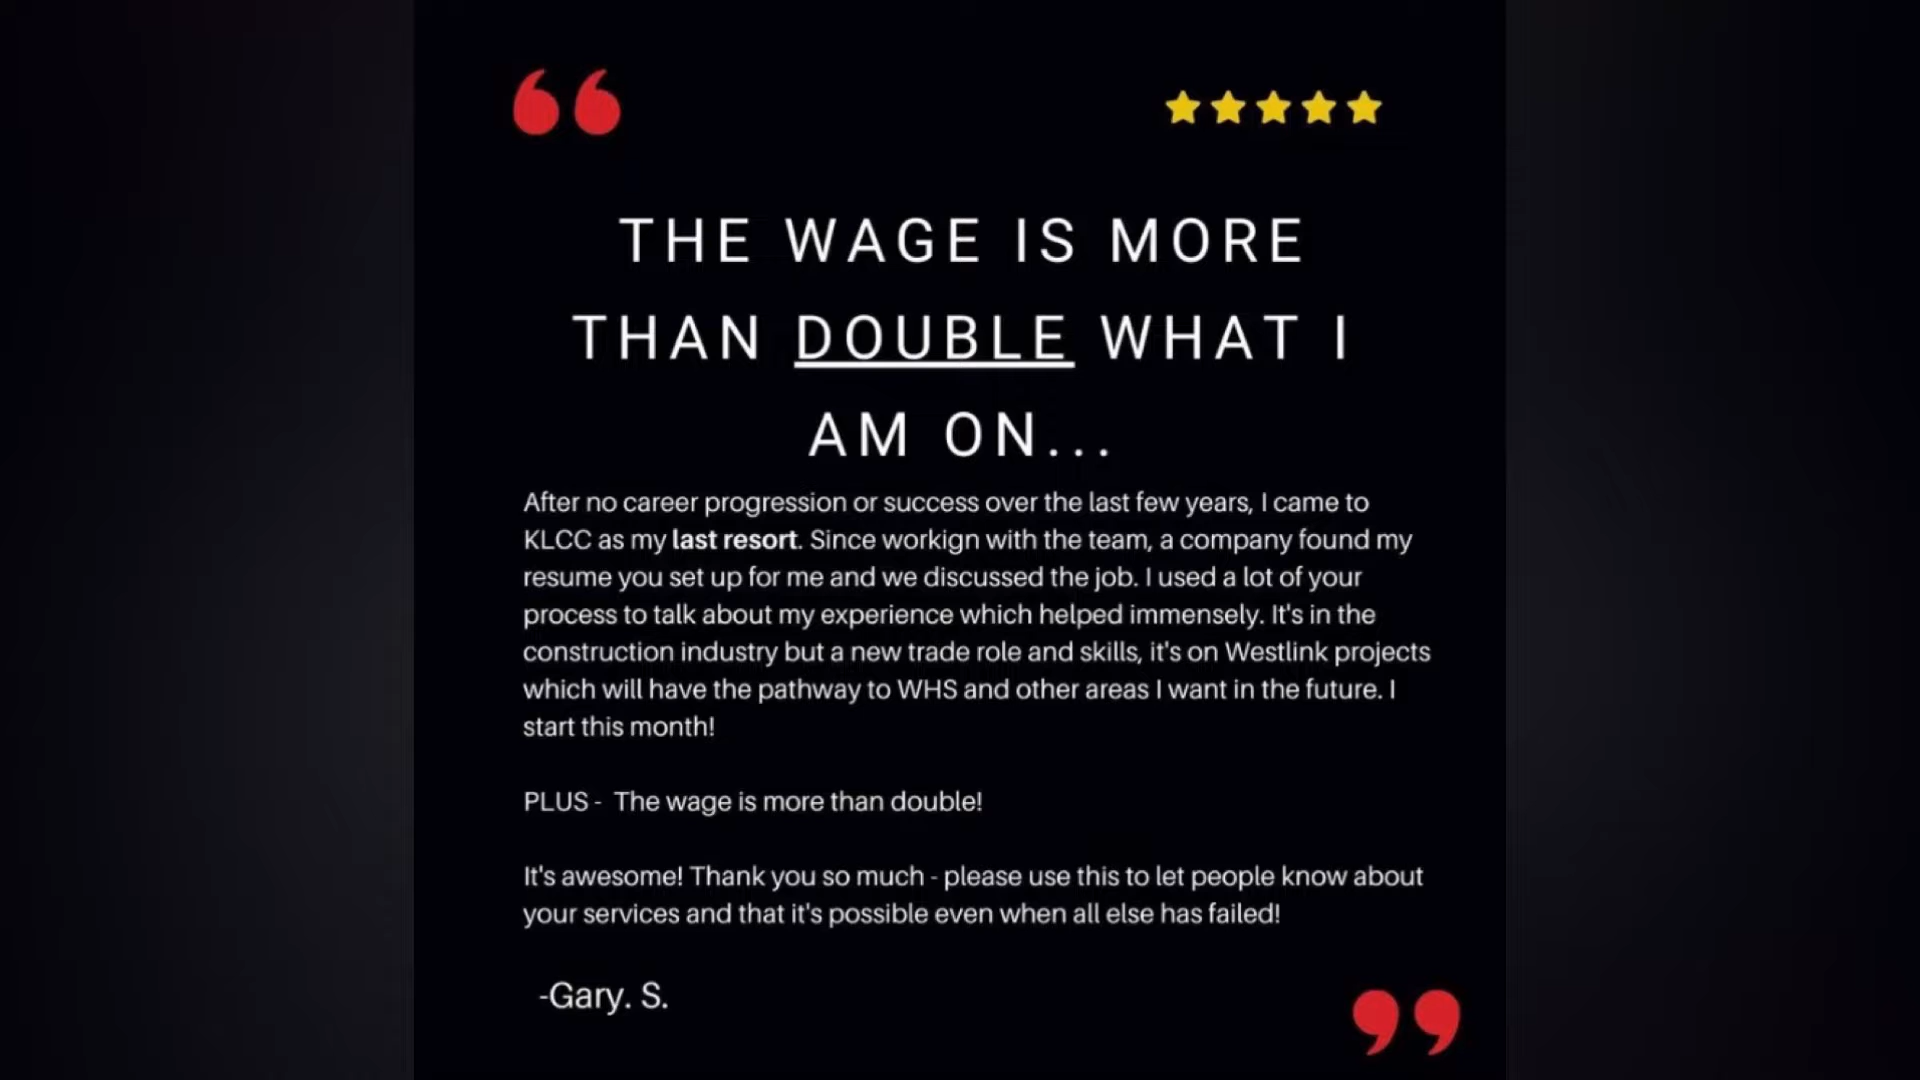 THE WAGE IS MORE
THAN DOUBLE WHAT I
AM ON...
After no career progression or success over the last few years, I came to
KLCC as my last resort. Since workign with the team, a company found my
resume you set up for me and we discussed the job. I used a lot of your
process to talk about my experience which helped immensely. It's in the
construction industry but a new trade role and skills, it's on Westlink projects
which will have the pathway to WHS and other areas I want in the future. I
start this month!
PLUS -  The wage is more than double!
It's awesome! Thank you so much - please use this to let people know about
your services and that it's possible even when all else has failed!
-Gary. S.